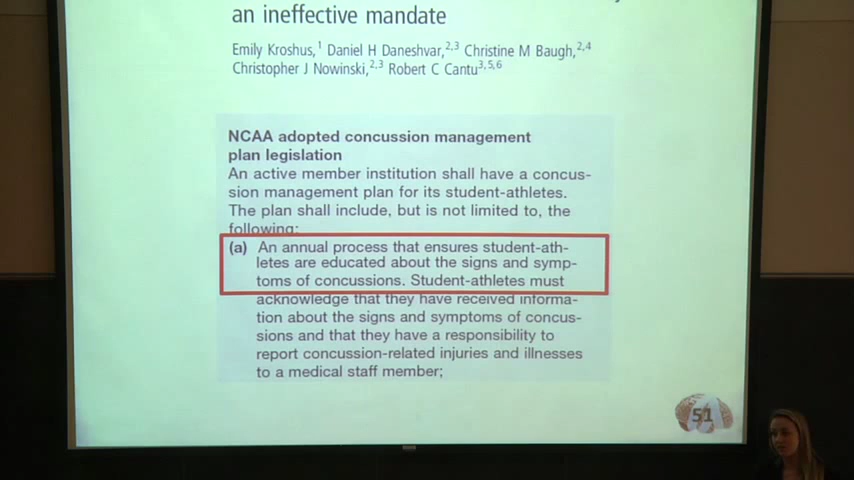 an ineffective mandate
Emily Kroshus,1 Daniel H Daneshvar,2,3 Christine M Baugh,2,4
Christopher J Nowinski,2,3 Robert C Cantu3,5,6
NCAA adopted concussion management
plan legislation
An active member institution shall have a concus-
sion management plan for its student-athletes.
The plan shall include, but is not limited to, the
following:
(a) An annual process that ensures student-ath-
letes are educated about the signs and symp-
toms of concussions. Student-athletes must
acknowledge that they have received informa-
tion about the signs and symptoms of concus-
sions and that they have a responsibility to
report concussion-related injuries and illnesses
to a medical staff member;
51